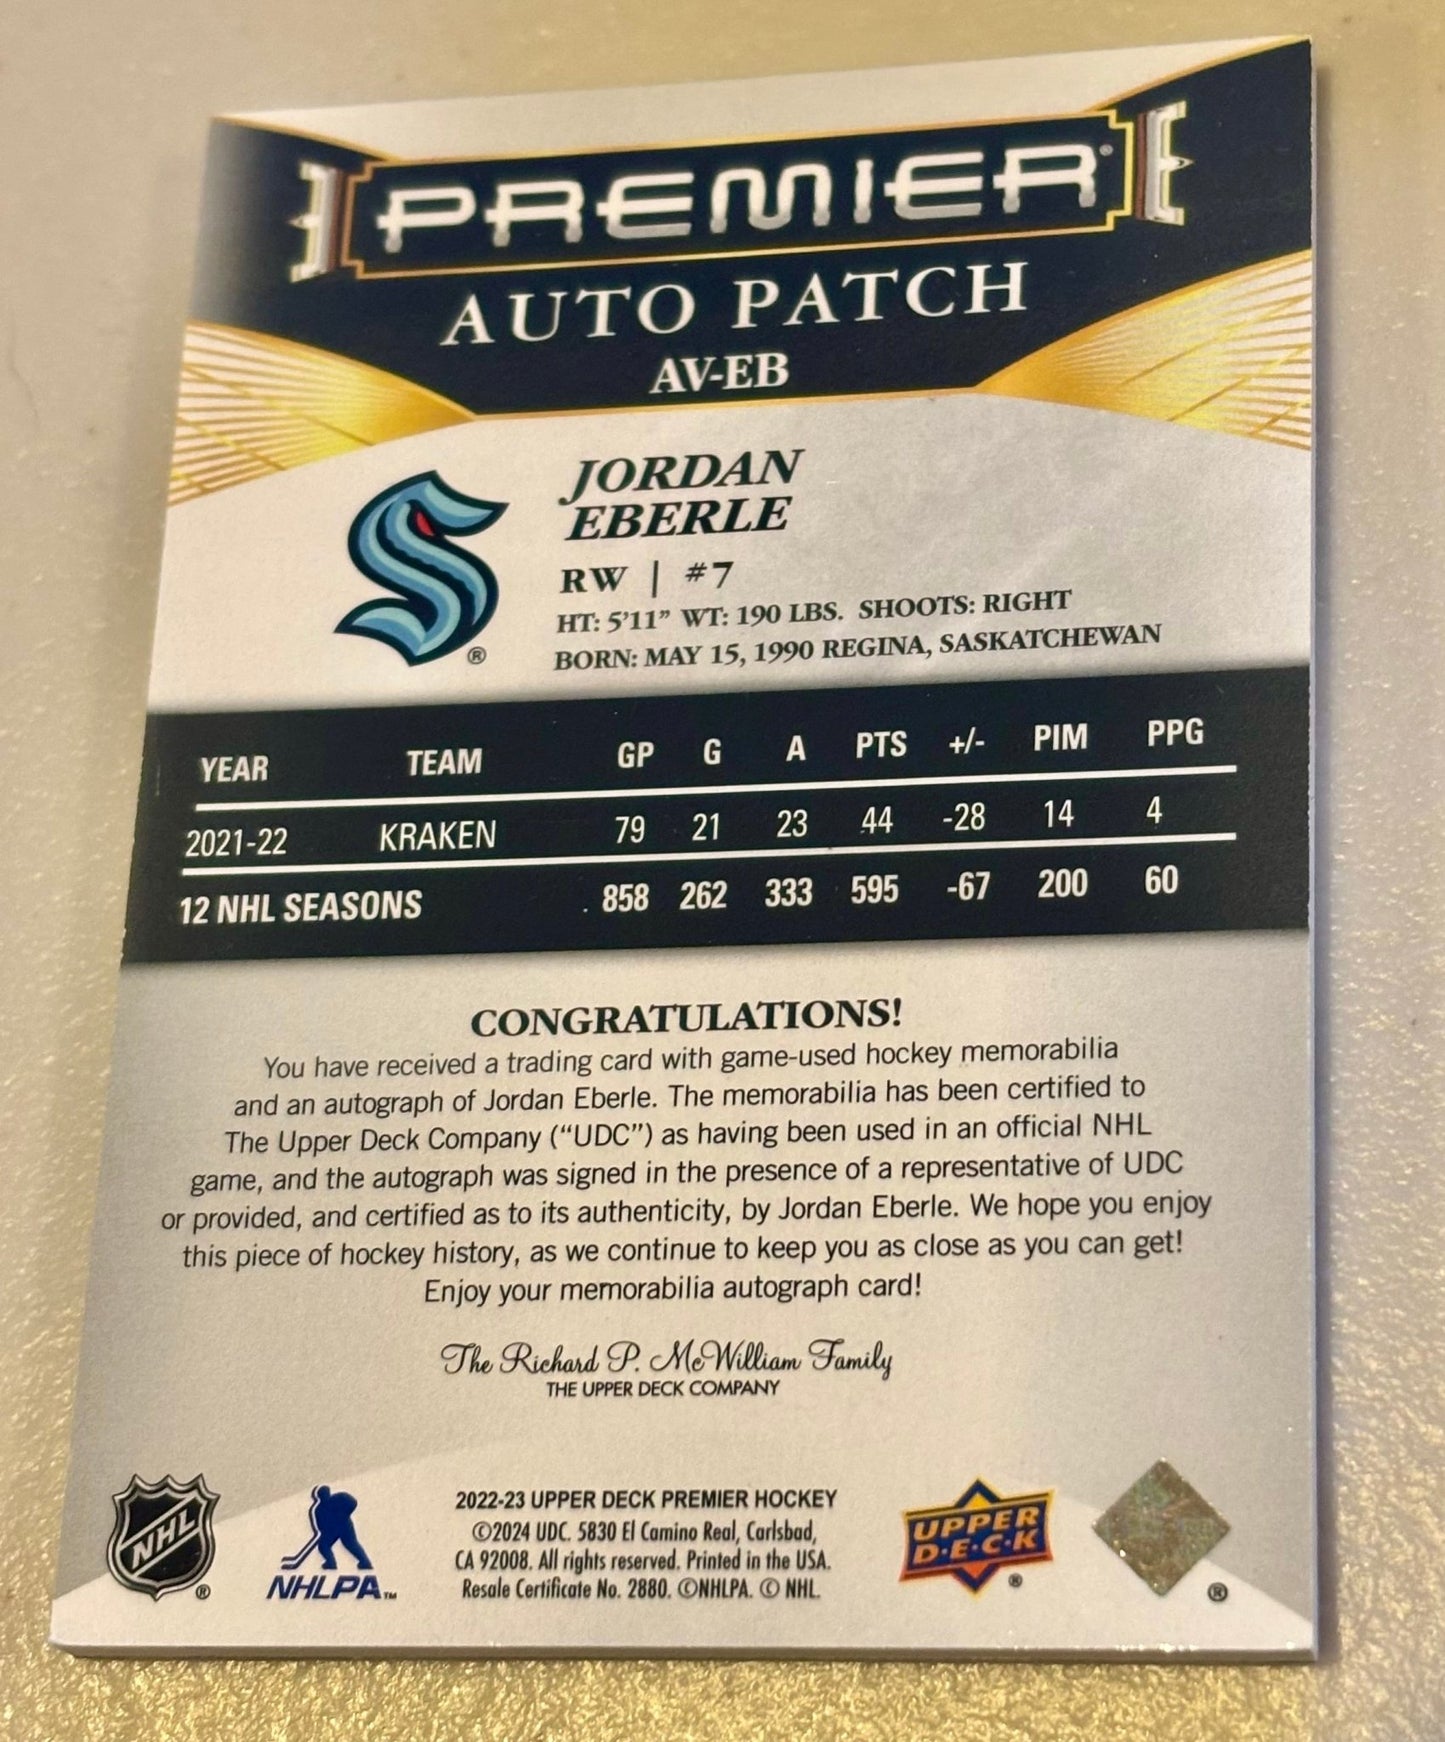 PREMIER®
AUTO PATCH
AV-EB
JORDAN
EBERLE
RW | #7
HT: 5'11" WT: 190 LBS. SHOOTS: RIGHT
BORN: MAY 15, 1990 REGINA, SASKATCHEWAN
®
YEAR TEAM GP G A PTS +/- PIM PPG
2021-22 KRAKEN 79 21 23 44 -28 14 4
12 NHL SEASONS 858 262 333 595 -67 200 60
CONGRATULATIONS!
You have received a trading card with game-used hockey memorabilia
and an autograph of Jordan Eberle. The memorabilia has been certified to
The Upper Deck Company ("UDC") as having been used in an official NHL
game, and the autograph was signed in the presence of a representative of UDC
or provided, and certified as to its authenticity, by Jordan Eberle. We hope you enjoy
this piece of hockey history, as we continue to keep you as close as you can get!
Enjoy your memorabilia autograph card!
The Richard P. McWilliam Family
THE UPPER DECK COMPANY
NHL ®
NHLPA™
2022-23 UPPER DECK PREMIER HOCKEY
©2024 UDC. 5830 El Camino Real, Carlsbad,
CA 92008. All rights reserved. Printed in the USA.
Resale Certificate No. 2880. ©NHLPA. © NHL.
UPPER
D·E·C·K
®
®